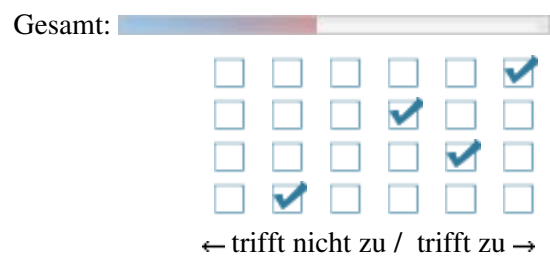 Gesamt:
← trifft nicht zu / trifft zu →